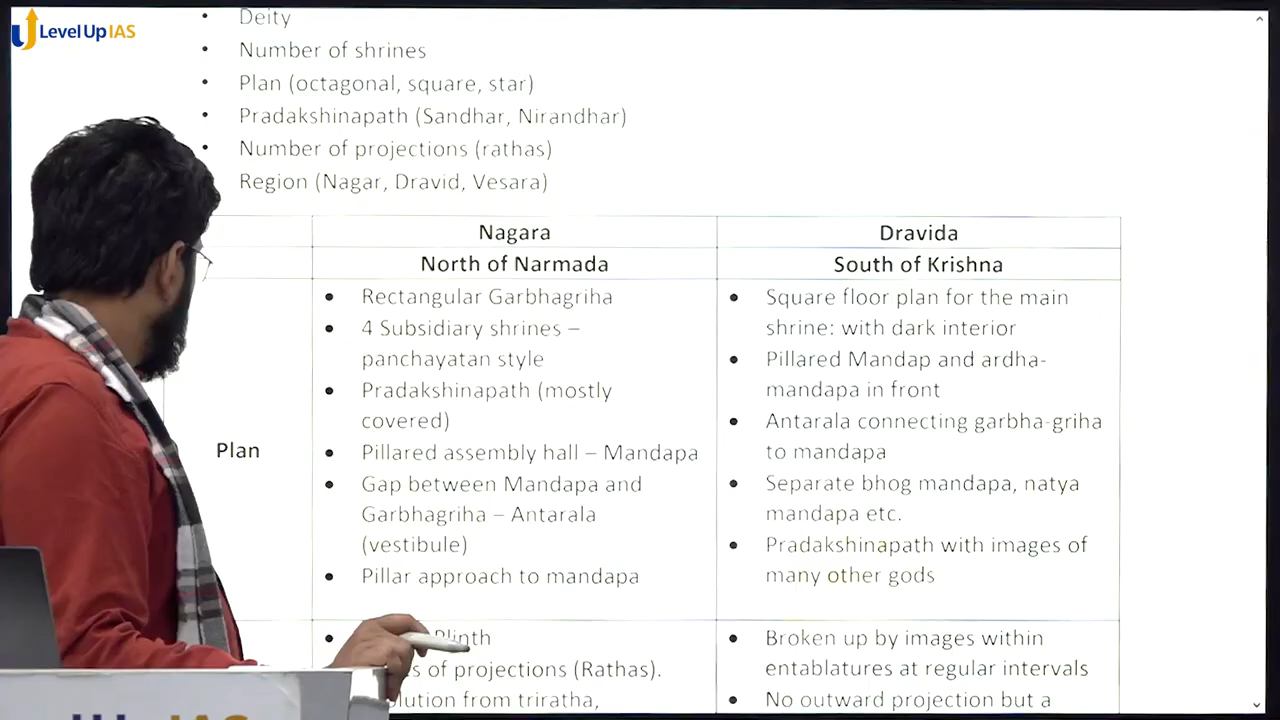 Level Up IAS
• Deity
• Number of shrines
• Plan (octagonal, square, star)
• Pradakshinapath (Sandhar, Nirandhar)
• Number of projections (rathas)
Region (Nagar, Dravid, Vesara)
Nagara
Dravida
North of Narmada
South of Krishna
Plan
• Rectangular Garbhagriha
• 4 Subsidiary shrines –
panchayatan style
• Pradakshinapath (mostly
covered)
• Pillared assembly hall – Mandapa
• Gap between Mandapa and
Garbhagriha – Antarala
(vestibule)
• Pillar approach to mandapa
• Square floor plan for the main
shrine: with dark interior
• Pillared Mandap and ardha-
mandapa in front
• Antarala connecting garbha-griha
to mandapa
• Separate bhog mandapa, natya
mandapa etc.
• Pradakshinapath with images of
many other gods
• Plinth
of projections (Rathas).
from triratha,
• Broken up by images within
entablatures at regular intervals
• No outward projection but a